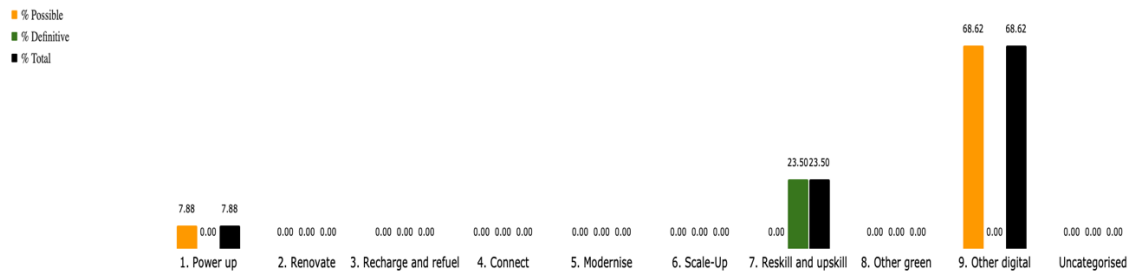 % Possible
% Definitive
% Total
68.62 68.62
23.50 23.50
7.88 7.88
0.00 0.00 0.00 0.00 0.00 0.00 0.00 0.00 0.00 0.00 0.00 0.00 0.00 0.00 0.00 0.00 0.00 0.00 0.00 0.00 0.00 0.00 0.00 0.00
1. Power up 2. Renovate 3. Recharge and refuel 4. Connect 5. Modernise 6. Scale-Up 7. Reskill and upskill 8. Other green 9. Other digital Uncategorised